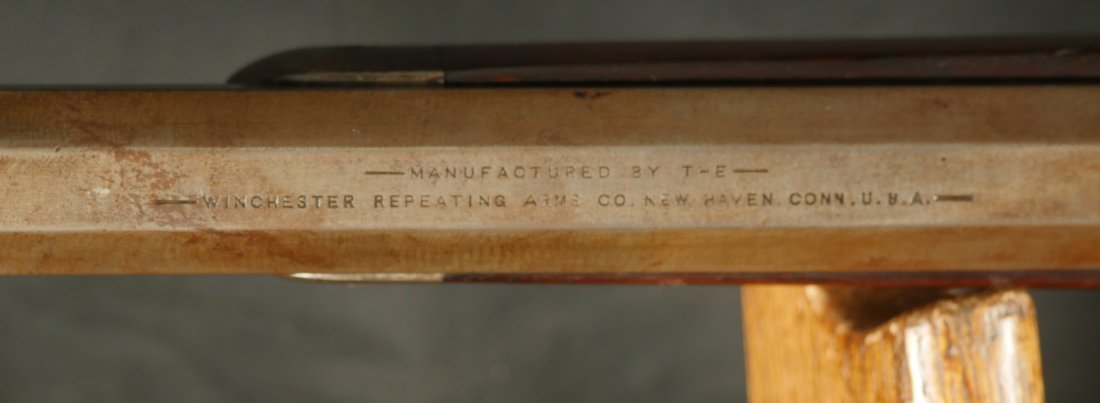 —MANUFACTURED BY THE—
—WINCHESTER REPEATING ARMS CO. NEW HAVEN. CONN. U.S.A.—